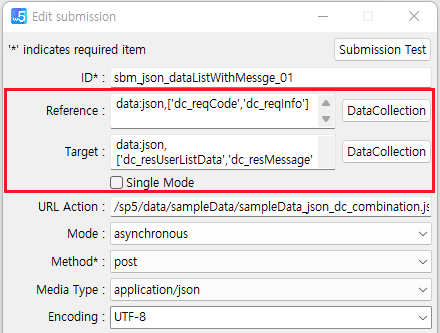 w5 Edit submission
'*' indicates required item Submission Test
ID* : sbm_json_dataListWithMessge_01
Reference : data:json,['dc_reqCode','dc_reqInfo'] DataCollection
Target : data:json,
['dc_resUserListData','dc_resMessage' DataCollection
Single Mode
URL Action : /sp5/data/sampleData/sampleData_json_dc_combination.js
Mode : asynchronous
Method* : post
Media Type : application/json
Encoding : UTF-8